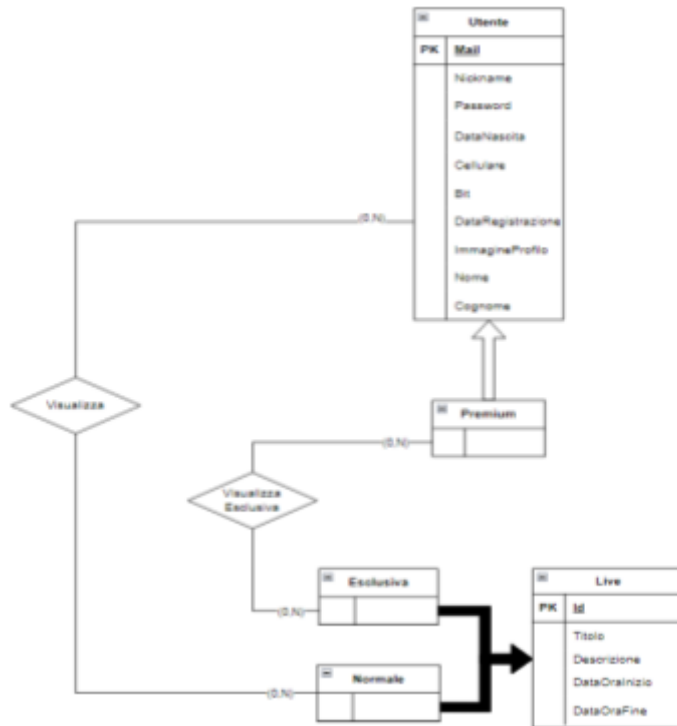 Utente
PK Mail
Nickname
Password
DataNascita
Cellulare
Bit
DataRegistrazione
ImmagineProfilo
Nome
Cognome
(0,N)
Visualizza
Premium
(0,N)
Visualizza
Esclusiva
Esclusiva
(0,N)
Normale
(0,N)
Live
PK Id
Titolo
Descrizione
DataOraInizio
DataOraFine